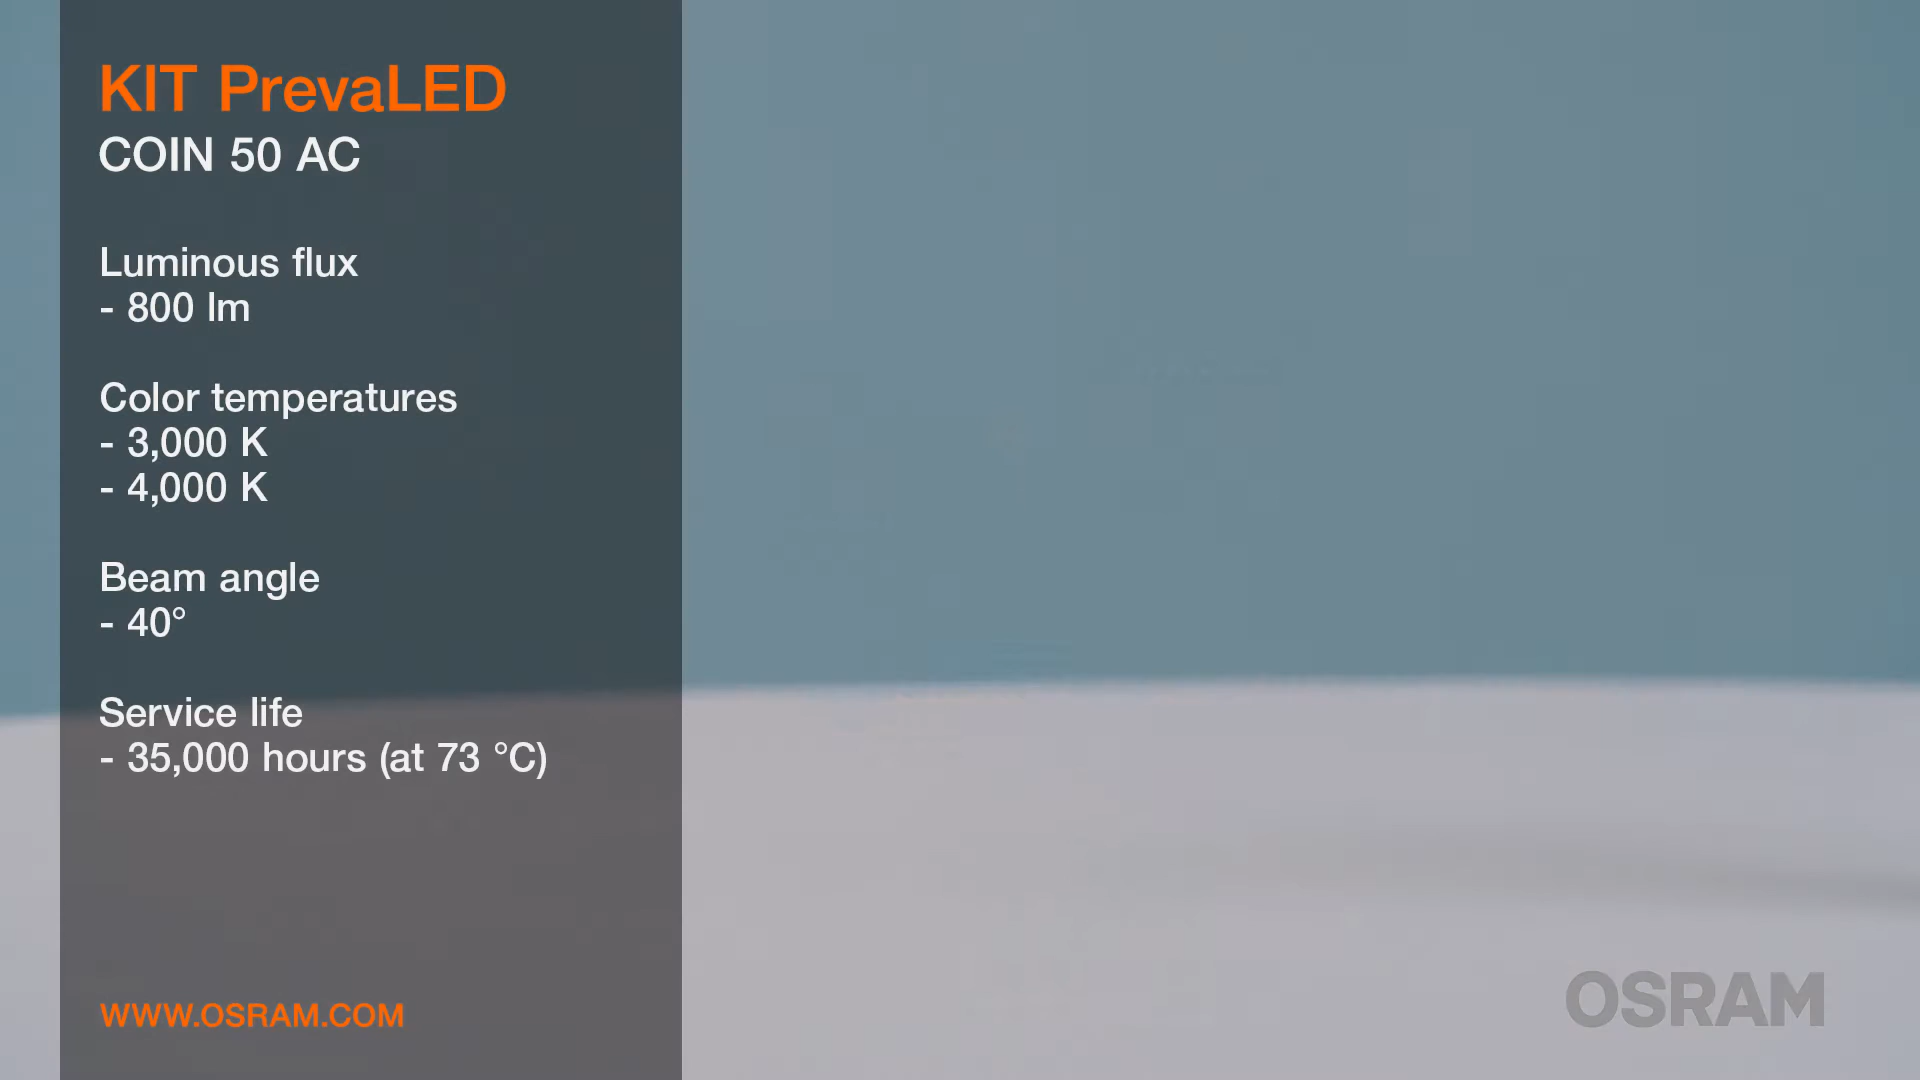 KIT PrevaLED
COIN 50 AC
Luminous flux
- 800 lm
Color temperatures
- 3,000 K
- 4,000 K
Beam angle
- 40°
Service life
- 35,000 hours (at 73 °C)
WWW.OSRAM.COM
OSRAM